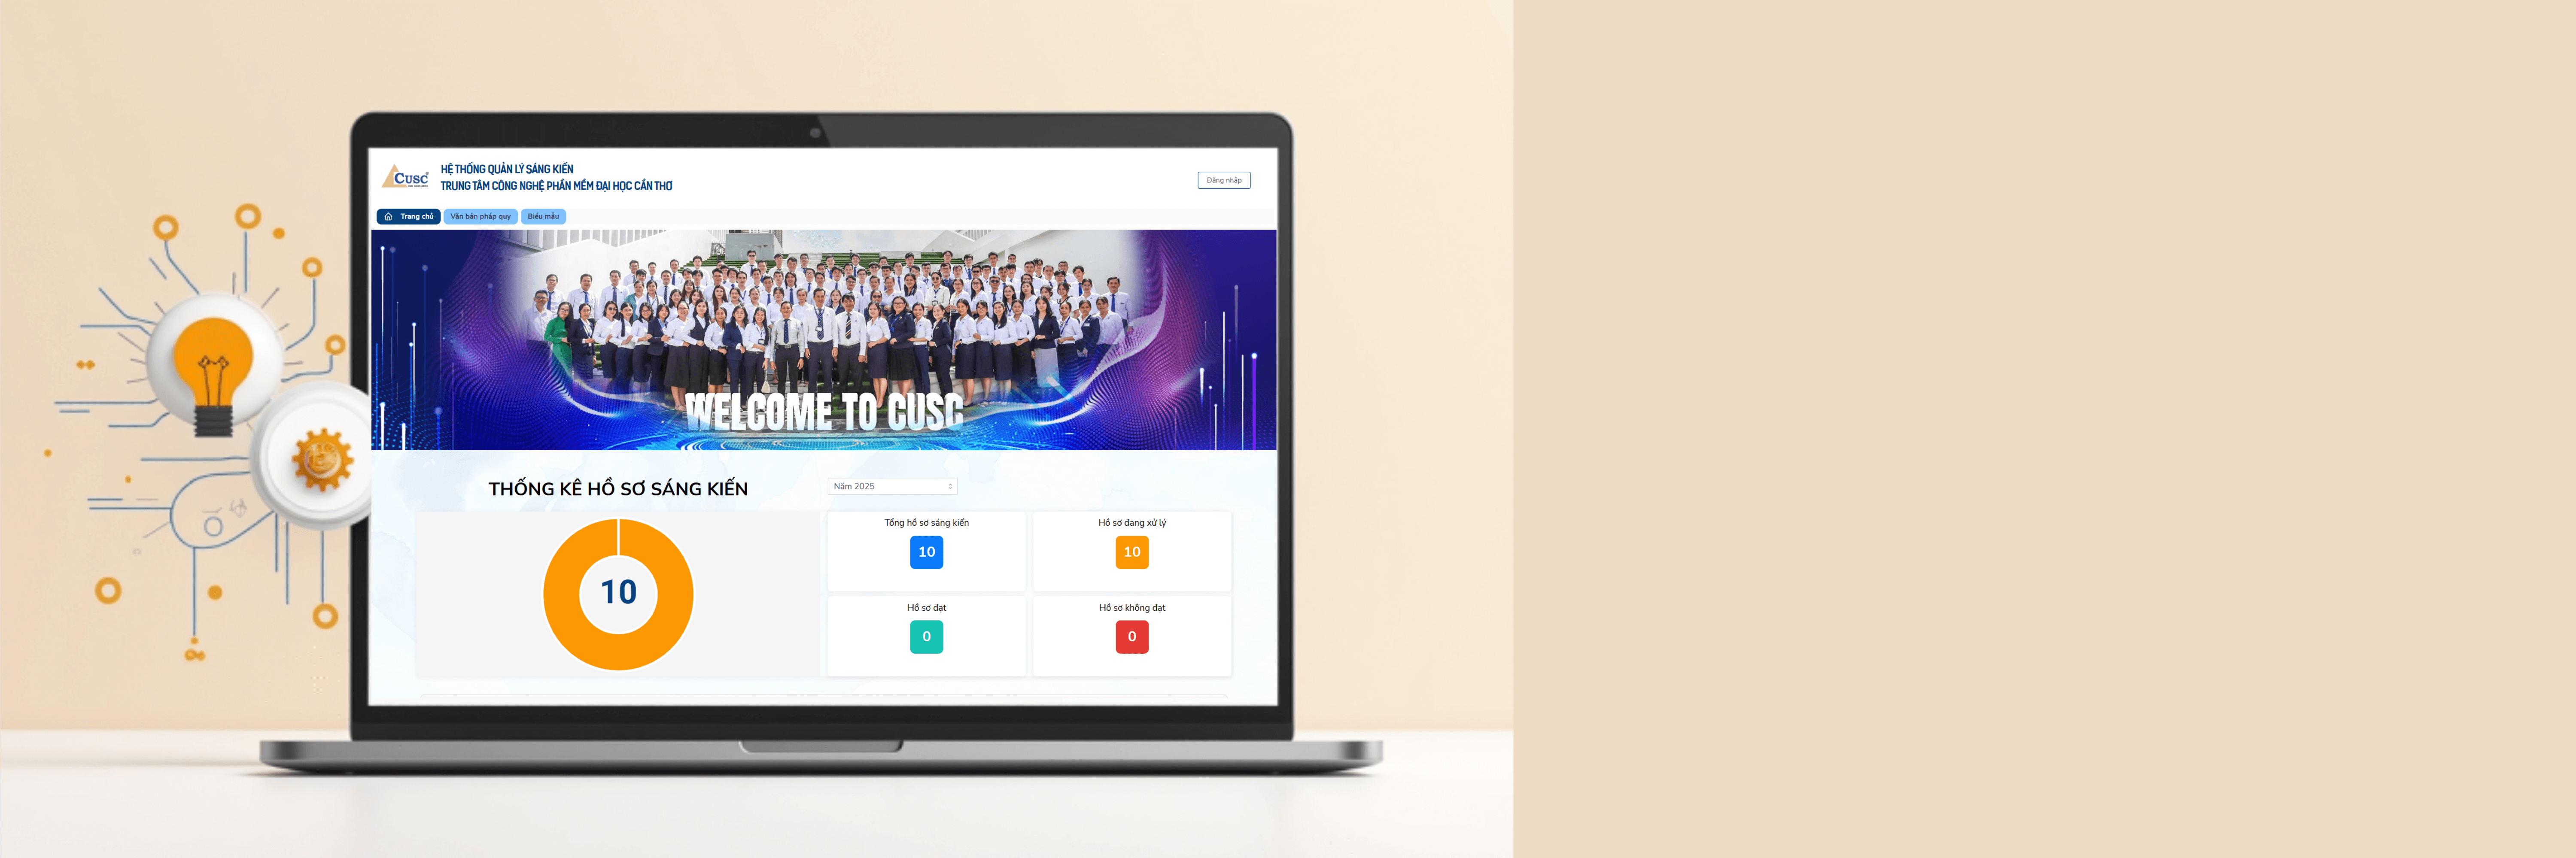 CUSC
HỆ THỐNG QUẢN LÝ SÁNG KIẾN
TRUNG TÂM CÔNG NGHỆ PHẦN MỀM ĐẠI HỌC CẦN THƠ
Đăng nhập
Trang chủ
Văn bản pháp quy
Biểu mẫu
WELCOME TO CUSC
THỐNG KÊ HỒ SƠ SÁNG KIẾN
Năm 2025
10
Tổng hồ sơ sáng kiến
10
Hồ sơ đang xử lý
10
Hồ sơ đạt
0
Hồ sơ không đạt
0